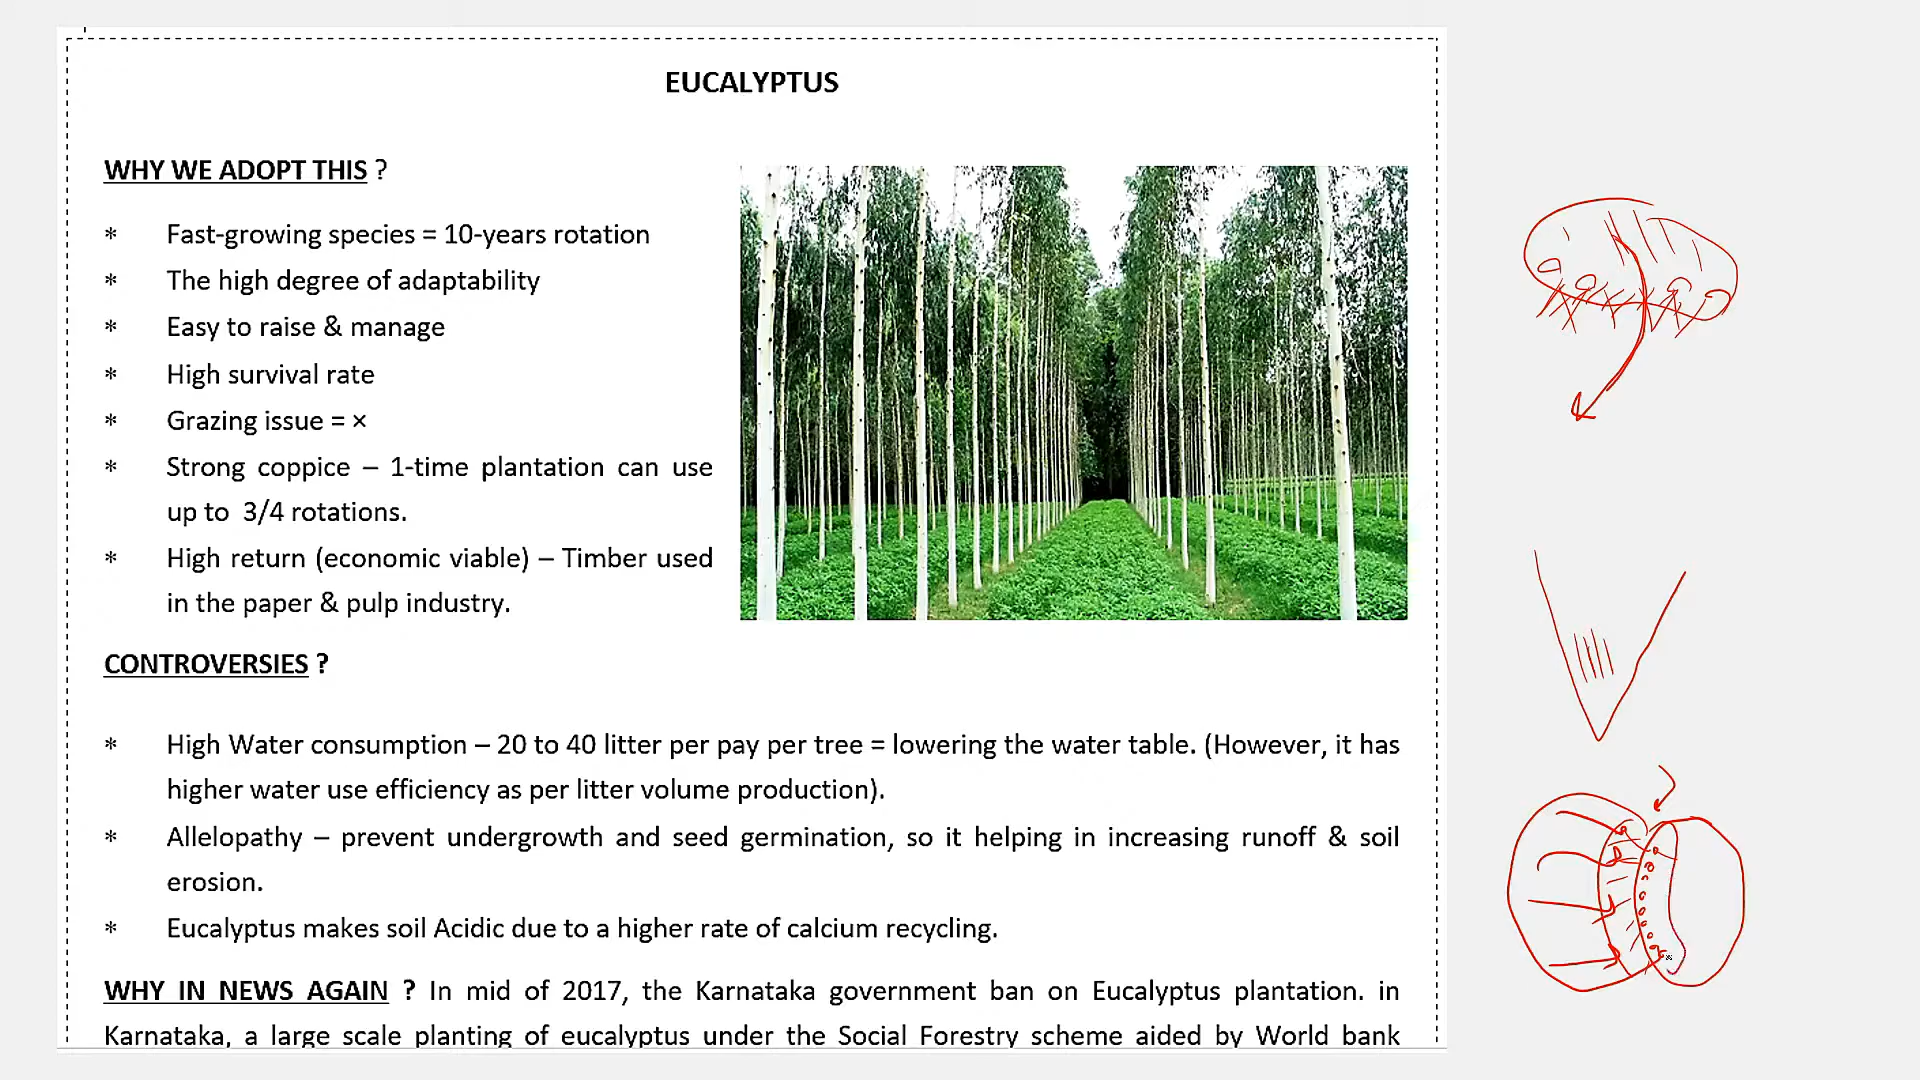 EUCALYPTUS
WHY WE ADOPT THIS ?
* Fast-growing species = 10-years rotation
* The high degree of adaptability
* Easy to raise & manage
* High survival rate
* Grazing issue = ×
* Strong coppice – 1-time plantation can use
up to 3/4 rotations.
* High return (economic viable) – Timber used
in the paper & pulp industry.
CONTROVERSIES ?
* High Water consumption – 20 to 40 litter per pay per tree = lowering the water table. (However, it has
higher water use efficiency as per litter volume production).
* Allelopathy – prevent undergrowth and seed germination, so it helping in increasing runoff & soil
erosion.
* Eucalyptus makes soil Acidic due to a higher rate of calcium recycling.
WHY IN NEWS AGAIN ? In mid of 2017, the Karnataka government ban on Eucalyptus plantation. in
Karnataka, a large scale planting of eucalyptus under the Social Forestry scheme aided by World bank